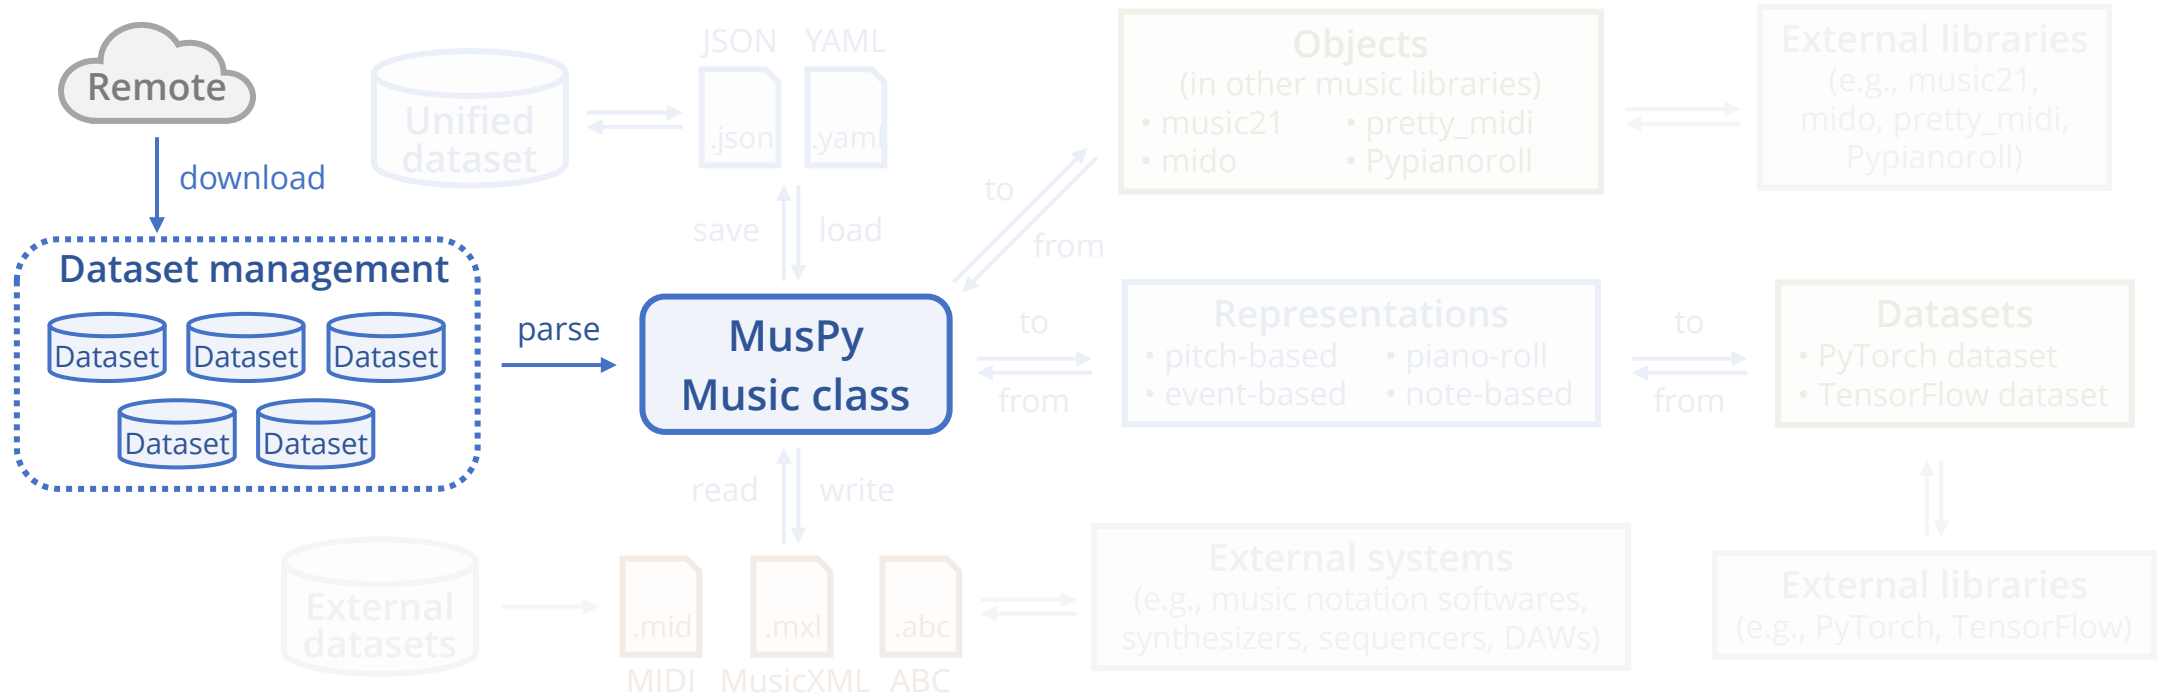 Remote
download
Dataset management
Dataset Dataset Dataset
Dataset Dataset
parse
MusPy
Music class
Unified
dataset
JSON YAML
.json .yaml
save load
read write
External
datasets
.mid .mxl .abc
MIDI MusicXML ABC
to
from
Objects
(in other music libraries)
• music21 • pretty_midi
• mido • Pypianoroll
External libraries
(e.g., music21,
mido, pretty_midi,
Pypianoroll)
to
from
Representations
• pitch-based • piano-roll
• event-based • note-based
to
from
Datasets
• PyTorch dataset
• TensorFlow dataset
External systems
(e.g., music notation softwares,
synthesizers, sequencers, DAWs)
External libraries
(e.g., PyTorch, TensorFlow)